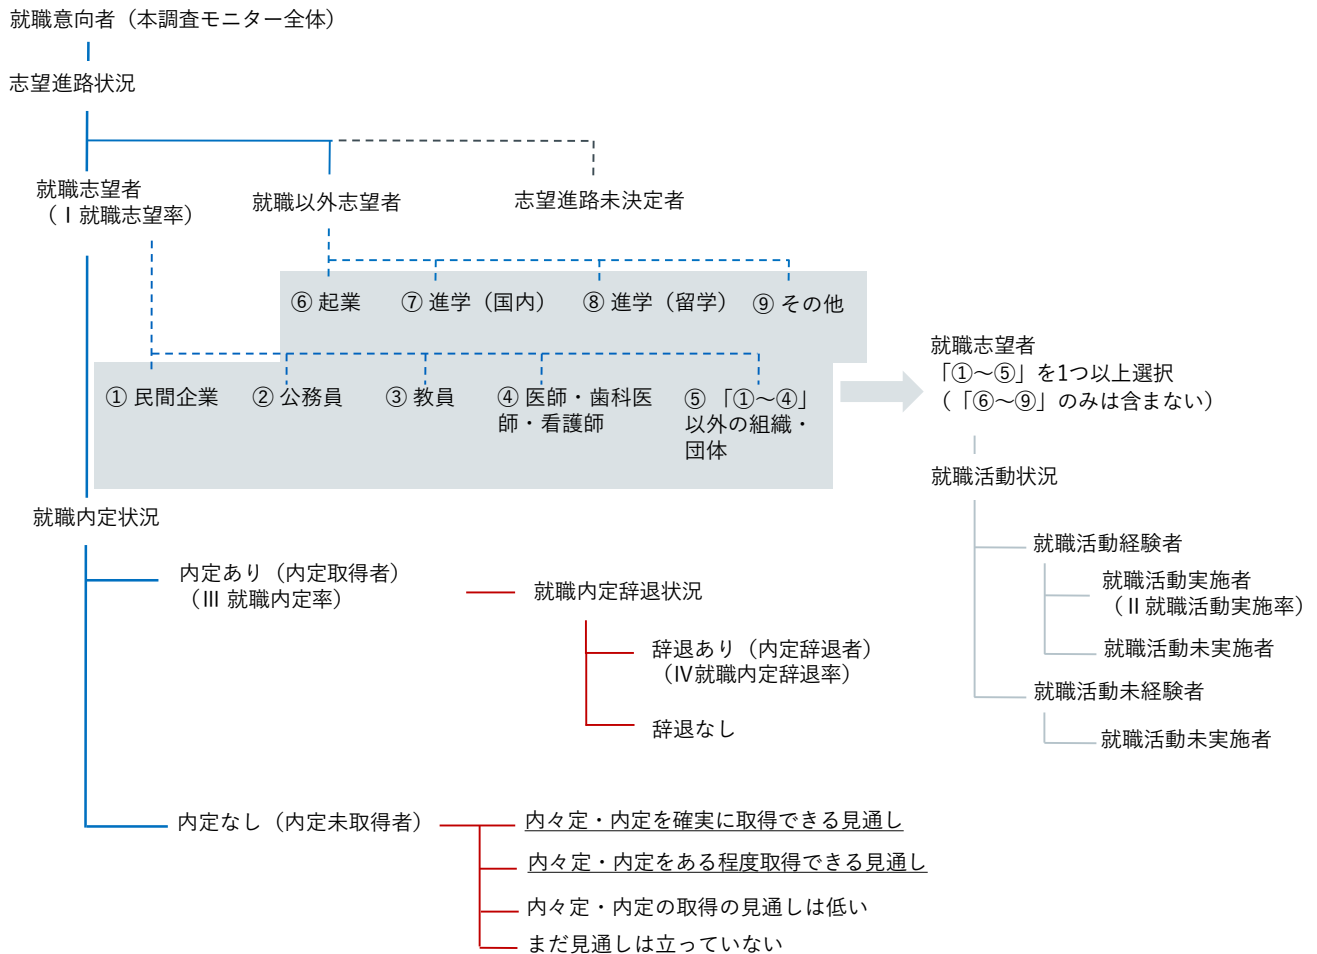 就職意向者（本調査モニター全体）
志望進路状況
就職志望者
（Ⅰ就職志望率）
就職以外志望者
志望進路未決定者
⑥ 起業
⑦ 進学（国内）
⑧ 進学（留学）
⑨ その他
① 民間企業
② 公務員
③ 教員
④ 医師・歯科医
師・看護師
⑤ 「①～④」
以外の組織・
団体
就職志望者
「①～⑤」を1つ以上選択
（「⑥～⑨」のみは含まない）
就職活動状況
就職活動経験者
就職活動実施者
（Ⅱ就職活動実施率）
就職活動未実施者
就職活動未経験者
就職活動未実施者
就職内定状況
内定あり（内定取得者）
（Ⅲ 就職内定率）
就職内定辞退状況
辞退あり（内定辞退者）
（Ⅳ就職内定辞退率）
辞退なし
内定なし（内定未取得者）
内々定・内定を確実に取得できる見通し
内々定・内定をある程度取得できる見通し
内々定・内定の取得の見通しは低い
まだ見通しは立っていない